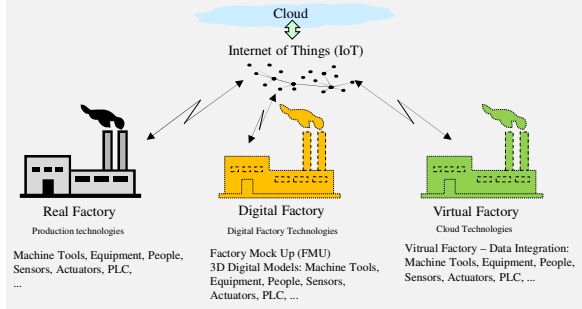 Cloud
Internet of Things (IoT)
Real Factory
Production technologies
Machine Tools, Equipment, People,
Sensors, Actuators, PLC,
...
Digital Factory
Digital Factory Technologies
Factory Mock Up (FMU)
3D Digital Models: Machine Tools,
Equipment, People, Sensors,
Actuators, PLC, ...
Virtual Factory
Cloud Technologies
Vitrual Factory – Data Integration:
Machine Tools, Equipment, People,
Sensors, Actuators, PLC, ...